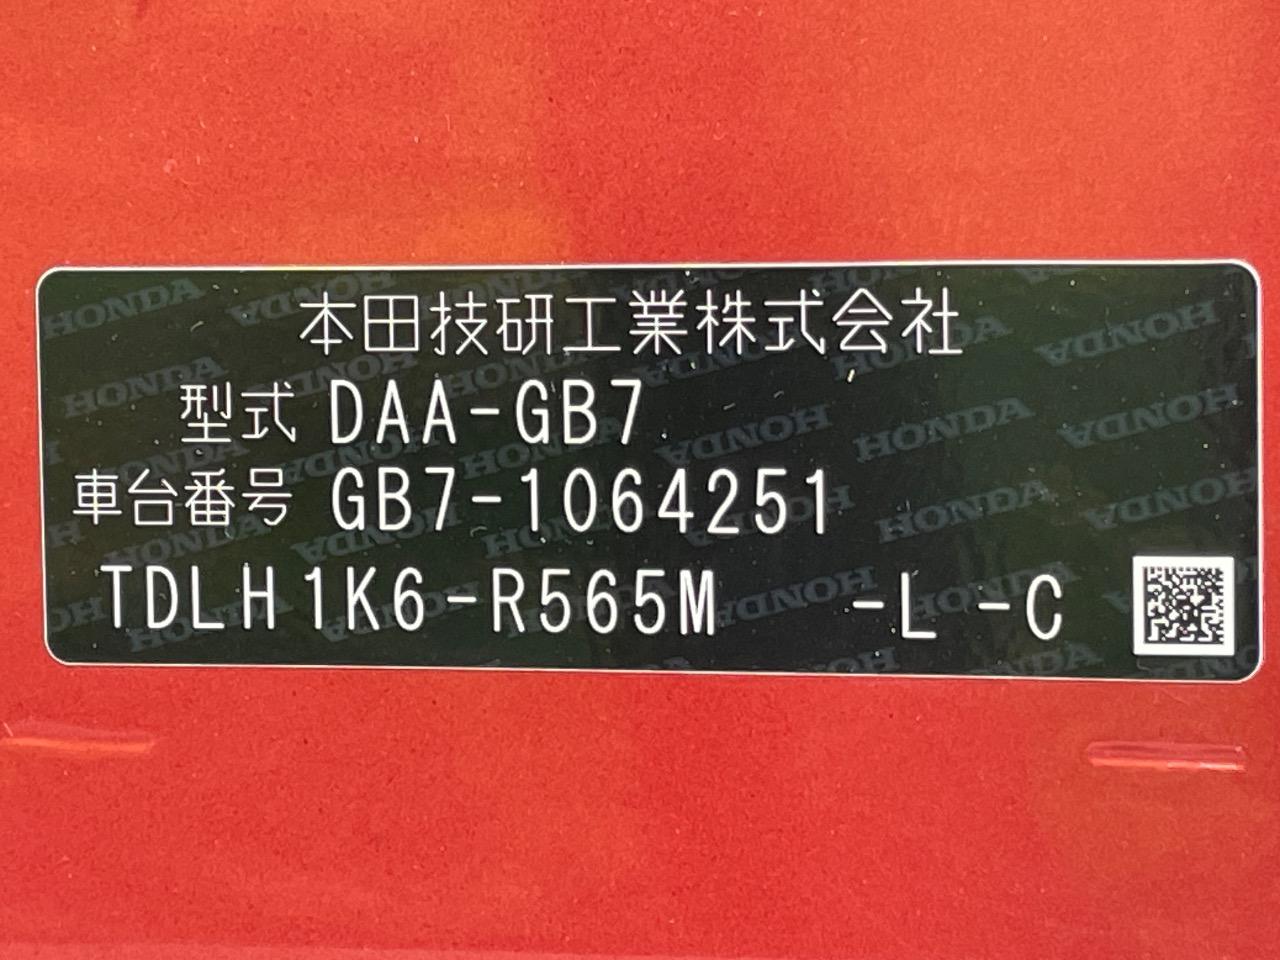 本田技研工業株式会社
型式 DAA-GB7
車台番号 GB7-1064251
TDLH1K6-R565M -L -C